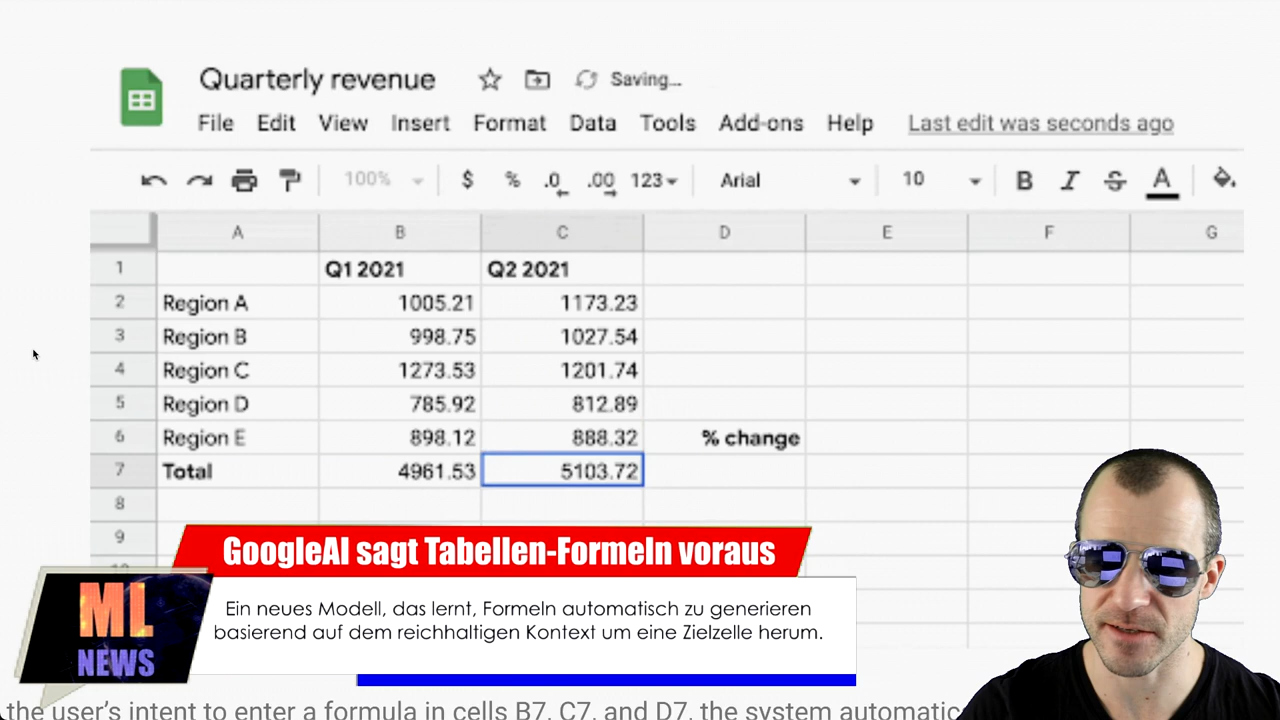 Quarterly revenue Saving...
File Edit View Insert Format Data Tools Add-ons Help Last edit was seconds ago
100% $ % .0 .00 123 Arial 10 B I S A
A B C D E F G
1 Q1 2021 Q2 2021
2 Region A 1005.21 1173.23
3 Region B 998.75 1027.54
4 Region C 1273.53 1201.74
5 Region D 785.92 812.89
6 Region E 898.12 888.32 % change
7 Total 4961.53 5103.72
8
9
GoogleAI sagt Tabellen-Formeln voraus
Ein neues Modell, das lernt, Formeln automatisch zu generieren
basierend auf dem reichhaltigen Kontext um eine Zielzelle herum.
ML
NEWS
the user's intent to enter a formula in cells B7, C7, and D7, the system automatic